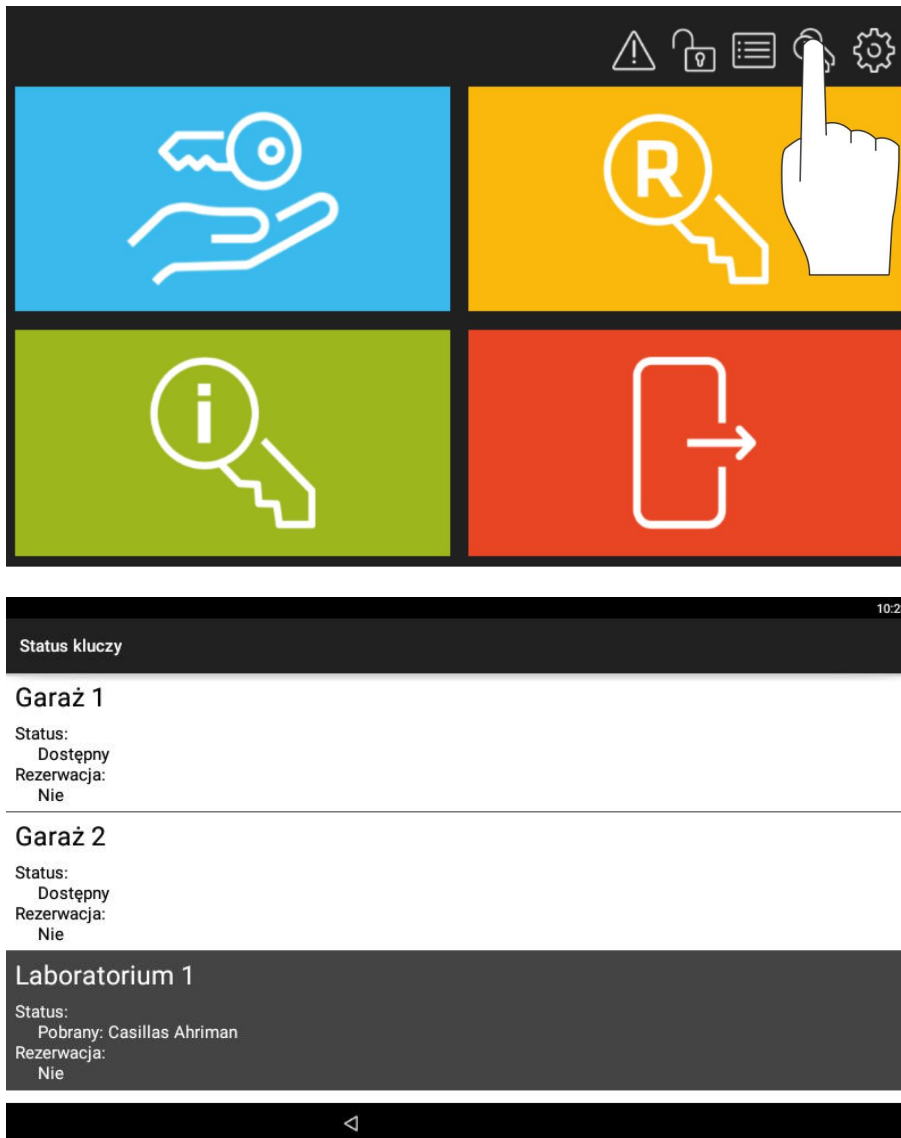 R
i
10:2
Status kluczy
Garaż 1
Status:
Dostępny
Rezerwacja:
Nie
Garaż 2
Status:
Dostępny
Rezerwacja:
Nie
Laboratorium 1
Status:
Pobrany: Casillas Ahriman
Rezerwacja:
Nie